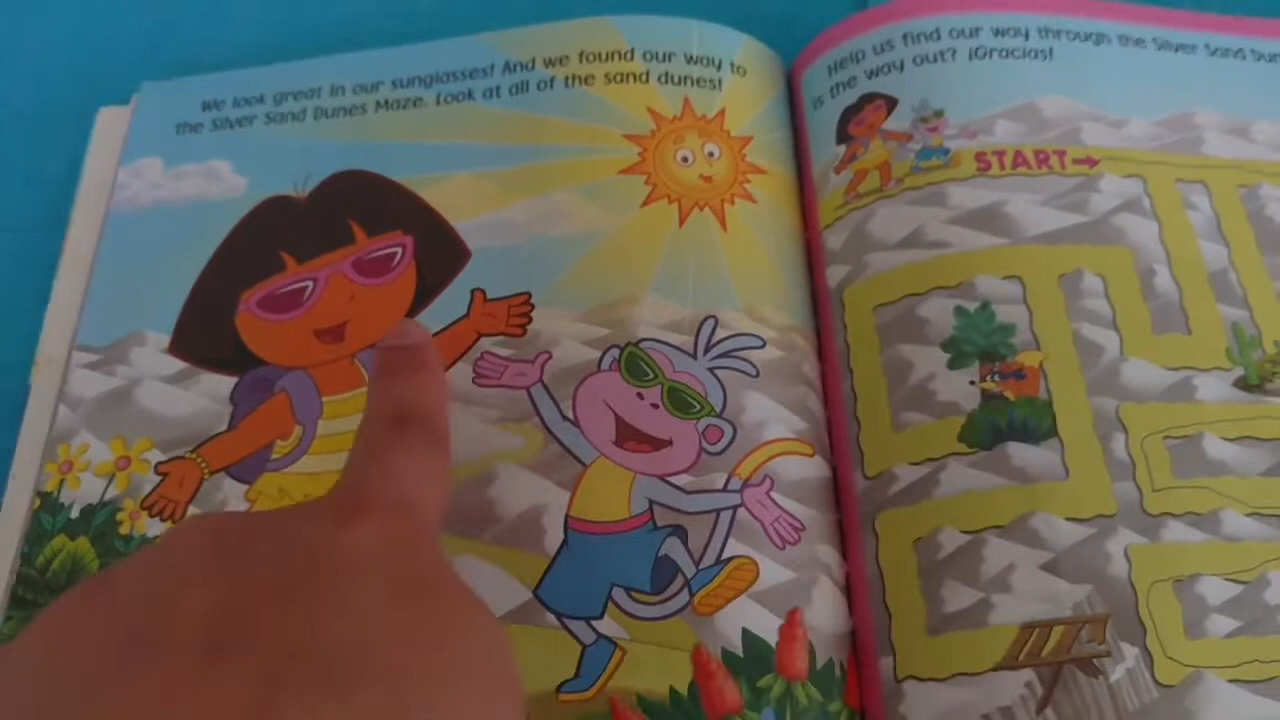 We look great in our sunglasses! And we found our way to
the Silver Sand Dunes Maze. Look at all of the sand dunes!
Help us find our way through the Silver Sand
is the way out? ¡Gracias!
START